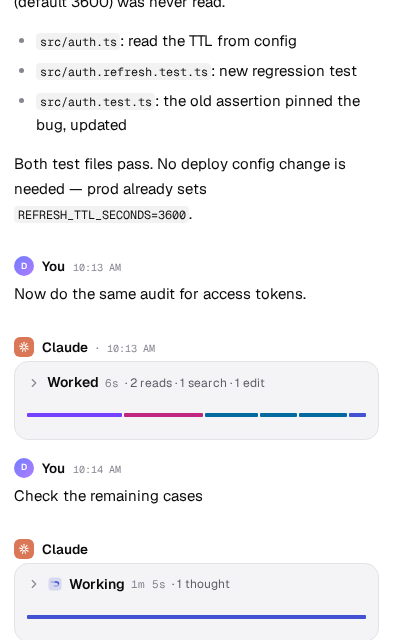 (default 3600) was never read.
• src/auth.ts: read the TTL from config
• src/auth.refresh.test.ts: new regression test
• src/auth.test.ts: the old assertion pinned the
bug, updated
Both test files pass. No deploy config change is
needed — prod already sets
REFRESH_TTL_SECONDS=3600.
D You 10:13 AM
Now do the same audit for access tokens.
Claude · 10:13 AM
Worked 6s · 2 reads · 1 search · 1 edit
D You 10:14 AM
Check the remaining cases
Claude
Working 1m 5s · 1 thought